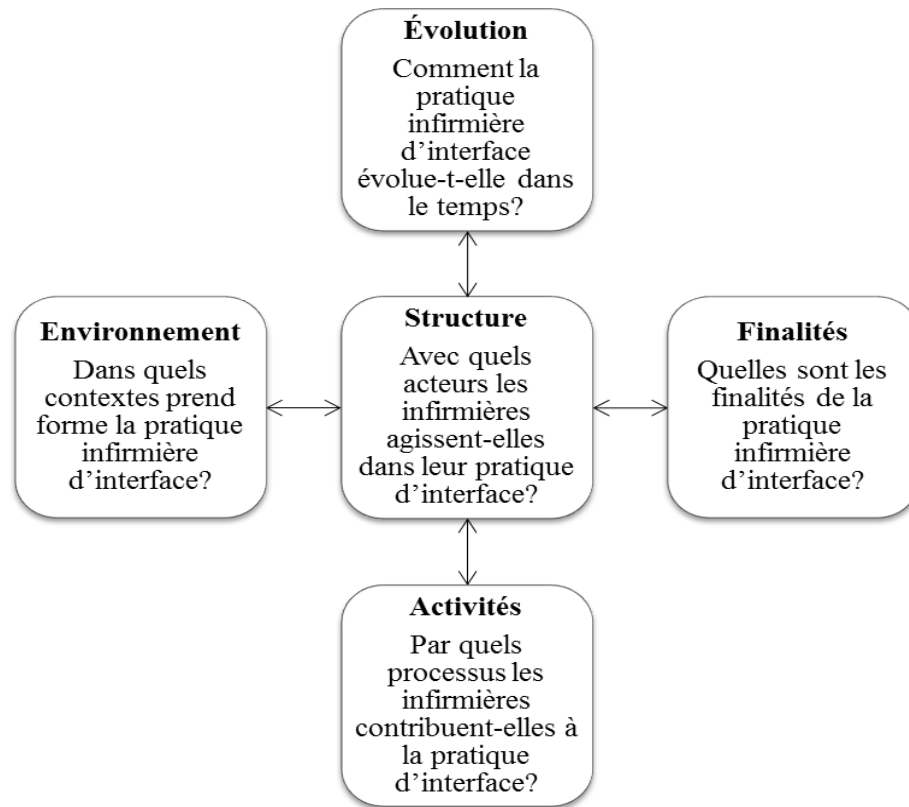 Évolution
Comment la
pratique
infirmière
d’interface
évolue-t-elle dans
le temps?
Environnement
Dans quels
contextes prend
forme la pratique
infirmière
d’interface?
Structure
Avec quels
acteurs les
infirmières
agissent-elles
dans leur pratique
d’interface?
Finalités
Quelles sont les
finalités de la
pratique
infirmière
d’interface?
Activités
Par quels
processus les
infirmières
contribuent-elles à
la pratique
d’interface?